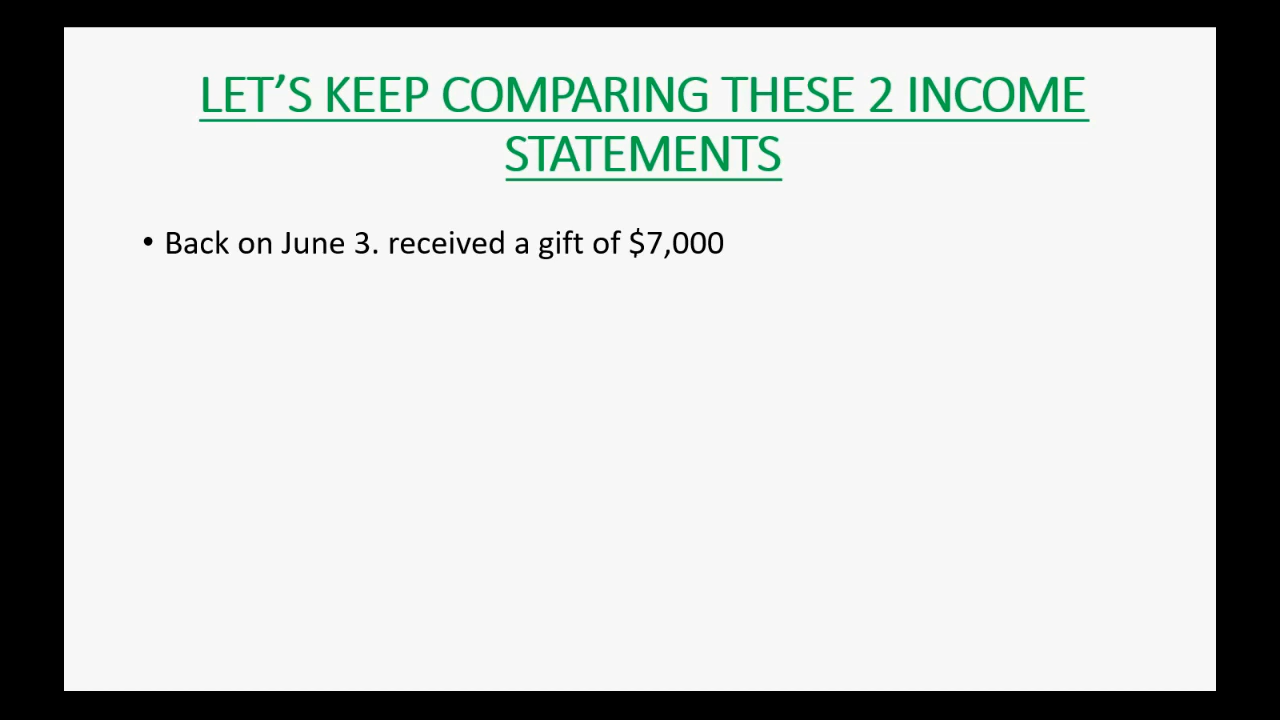 LET’S KEEP COMPARING THESE 2 INCOME
STATEMENTS
• Back on June 3. received a gift of $7,000